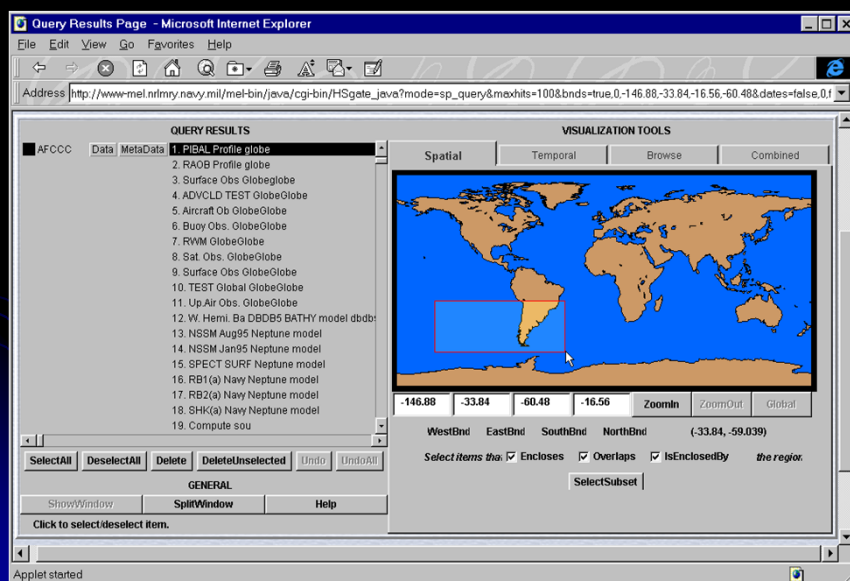 Query Results Page - Microsoft Internet Explorer
File Edit View Go Favorites Help
Address http://www-mel.nrlmry.navy.mil/mel-bin/java/cgi-bin/HSgate_java?mode=sp_query&maxhits=100&bnds=true,0,-146.88,-33.84,-16.56,-60.48&dates=false,0,f
QUERY RESULTS
AFCCC Data MetaData 1. PIBAL Profile globe
2. RAOB Profile globe
3. Surface Obs Globeglobe
4. ADVCLD TEST GlobeGlobe
5. Aircraft Ob GlobeGlobe
6. Buoy Obs. GlobeGlobe
7. RWM GlobeGlobe
8. Sat. Obs. GlobeGlobe
9. Surface Obs GlobeGlobe
10. TEST Global GlobeGlobe
11. Up.Air Obs. GlobeGlobe
12. W. Hemi. Ba DBDB5 BATHY model dbdb
13. NSSM Aug95 Neptune model
14. NSSM Jan95 Neptune model
15. SPECT SURF Neptune model
16. RB1(a) Navy Neptune model
17. RB2(a) Navy Neptune model
18. SHK(a) Navy Neptune model
19. Compute sou
SelectAll DeselectAll Delete DeleteUnselected Undo UndoAll
GENERAL
ShowWindow SplitWindow Help
Click to select/deselect item.
VISUALIZATION TOOLS
Spatial Temporal Browse Combined
-146.88 -33.84 -60.48 -16.56 ZoomIn ZoomOut Global
WestBnd EastBnd SouthBnd NorthBnd (-33.84, -59.039)
Select items tha Encloses Overlaps IsEnclosedBy the region.
SelectSubset
Applet started